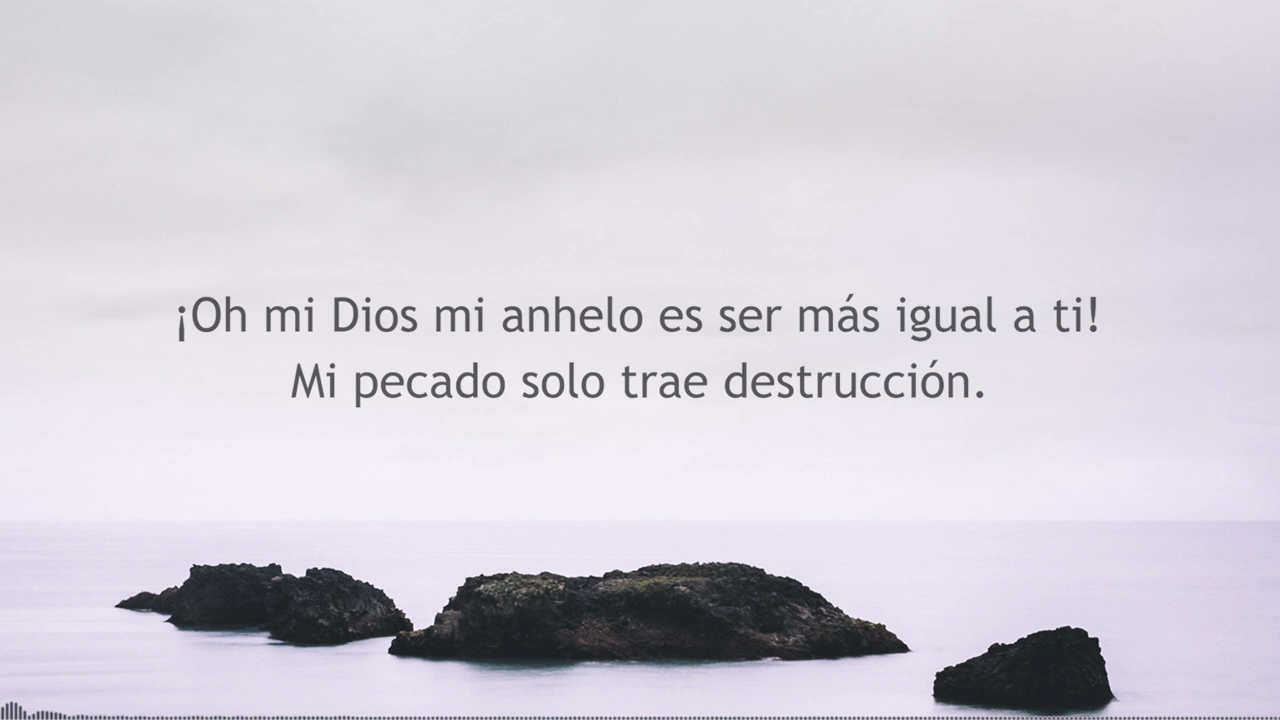 ¡Oh mi Dios mi anhelo es ser más igual a ti!
Mi pecado solo trae destrucción.